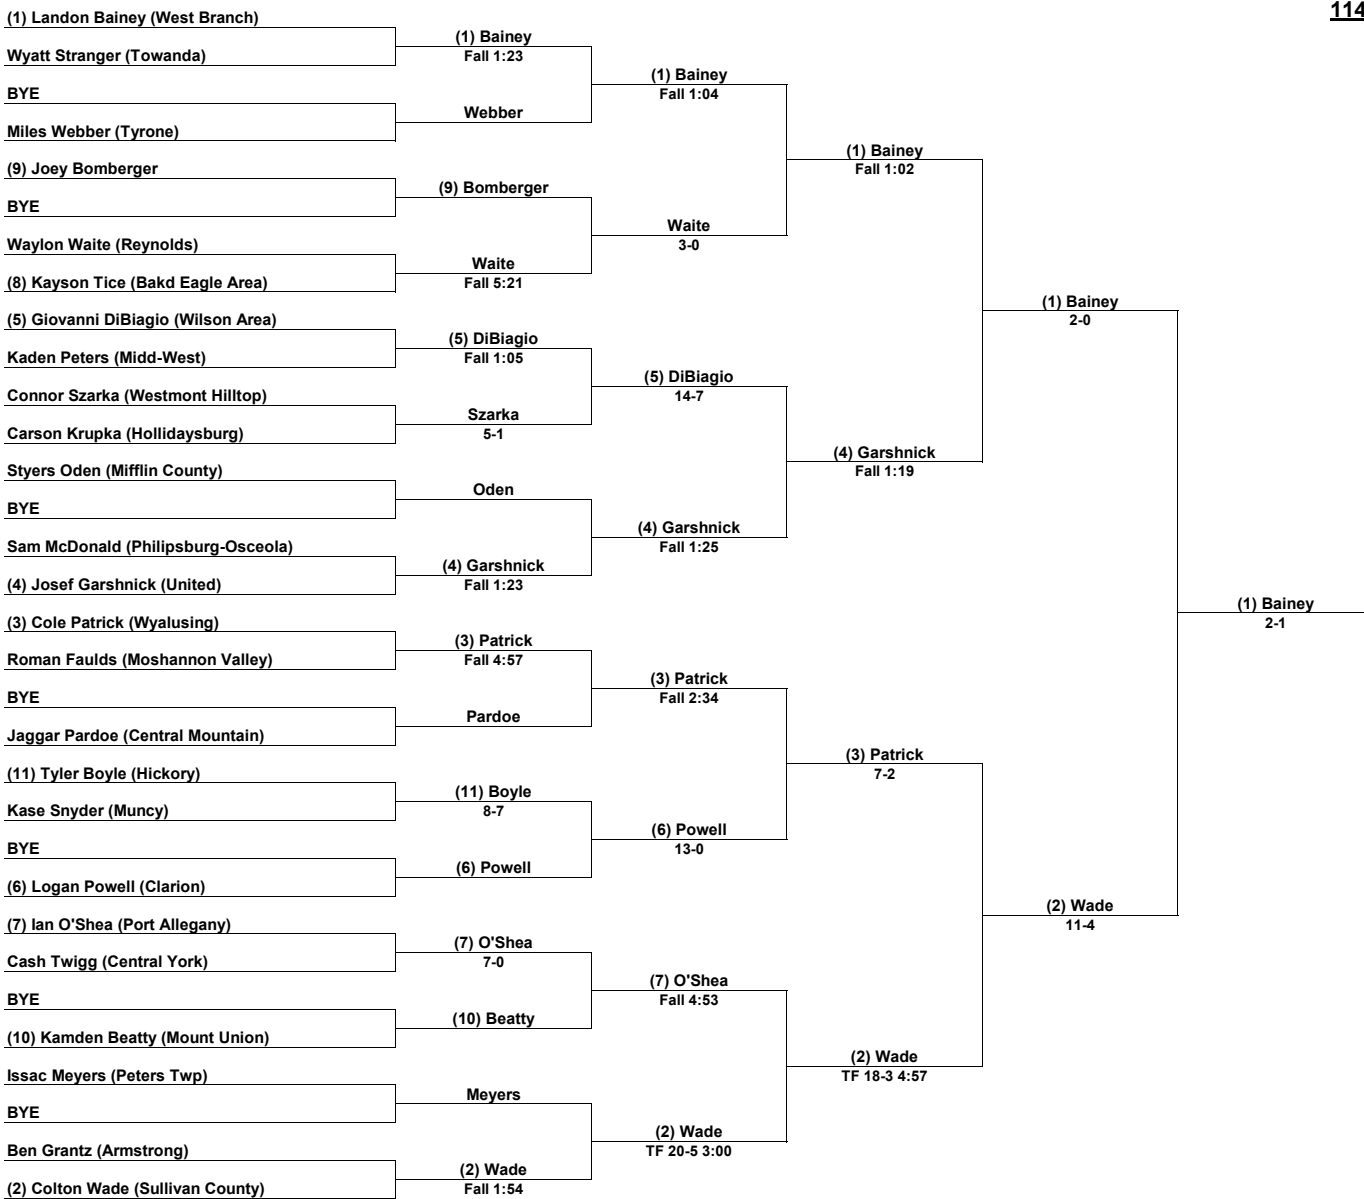 114
(1) Landon Bainey (West Branch)
(1) Bainey
Fall 1:23
Wyatt Stranger (Towanda)
(1) Bainey
Fall 1:04
BYE
Webber
Miles Webber (Tyrone)
(1) Bainey
Fall 1:02
(9) Joey Bomberger
(9) Bomberger
BYE
Waite
3-0
Waylon Waite (Reynolds)
Waite
Fall 5:21
(8) Kayson Tice (Bakd Eagle Area)
(1) Bainey
2-0
(5) Giovanni DiBiagio (Wilson Area)
(5) DiBiagio
Fall 1:05
Kaden Peters (Midd-West)
(5) DiBiagio
14-7
Connor Szarka (Westmont Hilltop)
Szarka
5-1
Carson Krupka (Hollidaysburg)
(4) Garshnick
Fall 1:19
Styers Oden (Mifflin County)
Oden
BYE
(4) Garshnick
Fall 1:25
Sam McDonald (Philipsburg-Osceola)
(4) Garshnick
Fall 1:23
(4) Josef Garshnick (United)
(1) Bainey
2-1
(3) Cole Patrick (Wyalusing)
(3) Patrick
Fall 4:57
Roman Faulds (Moshannon Valley)
(3) Patrick
Fall 2:34
BYE
Pardoe
Jaggar Pardoe (Central Mountain)
(3) Patrick
7-2
(11) Tyler Boyle (Hickory)
(11) Boyle
8-7
Kase Snyder (Muncy)
(6) Powell
13-0
BYE
(6) Powell
(6) Logan Powell (Clarion)
(2) Wade
11-4
(7) Ian O'Shea (Port Allegany)
(7) O'Shea
7-0
Cash Twigg (Central York)
(7) O'Shea
Fall 4:53
BYE
(10) Beatty
(10) Kamden Beatty (Mount Union)
(2) Wade
TF 18-3 4:57
Issac Meyers (Peters Twp)
Meyers
BYE
(2) Wade
TF 20-5 3:00
Ben Grantz (Armstrong)
(2) Wade
Fall 1:54
(2) Colton Wade (Sullivan County)